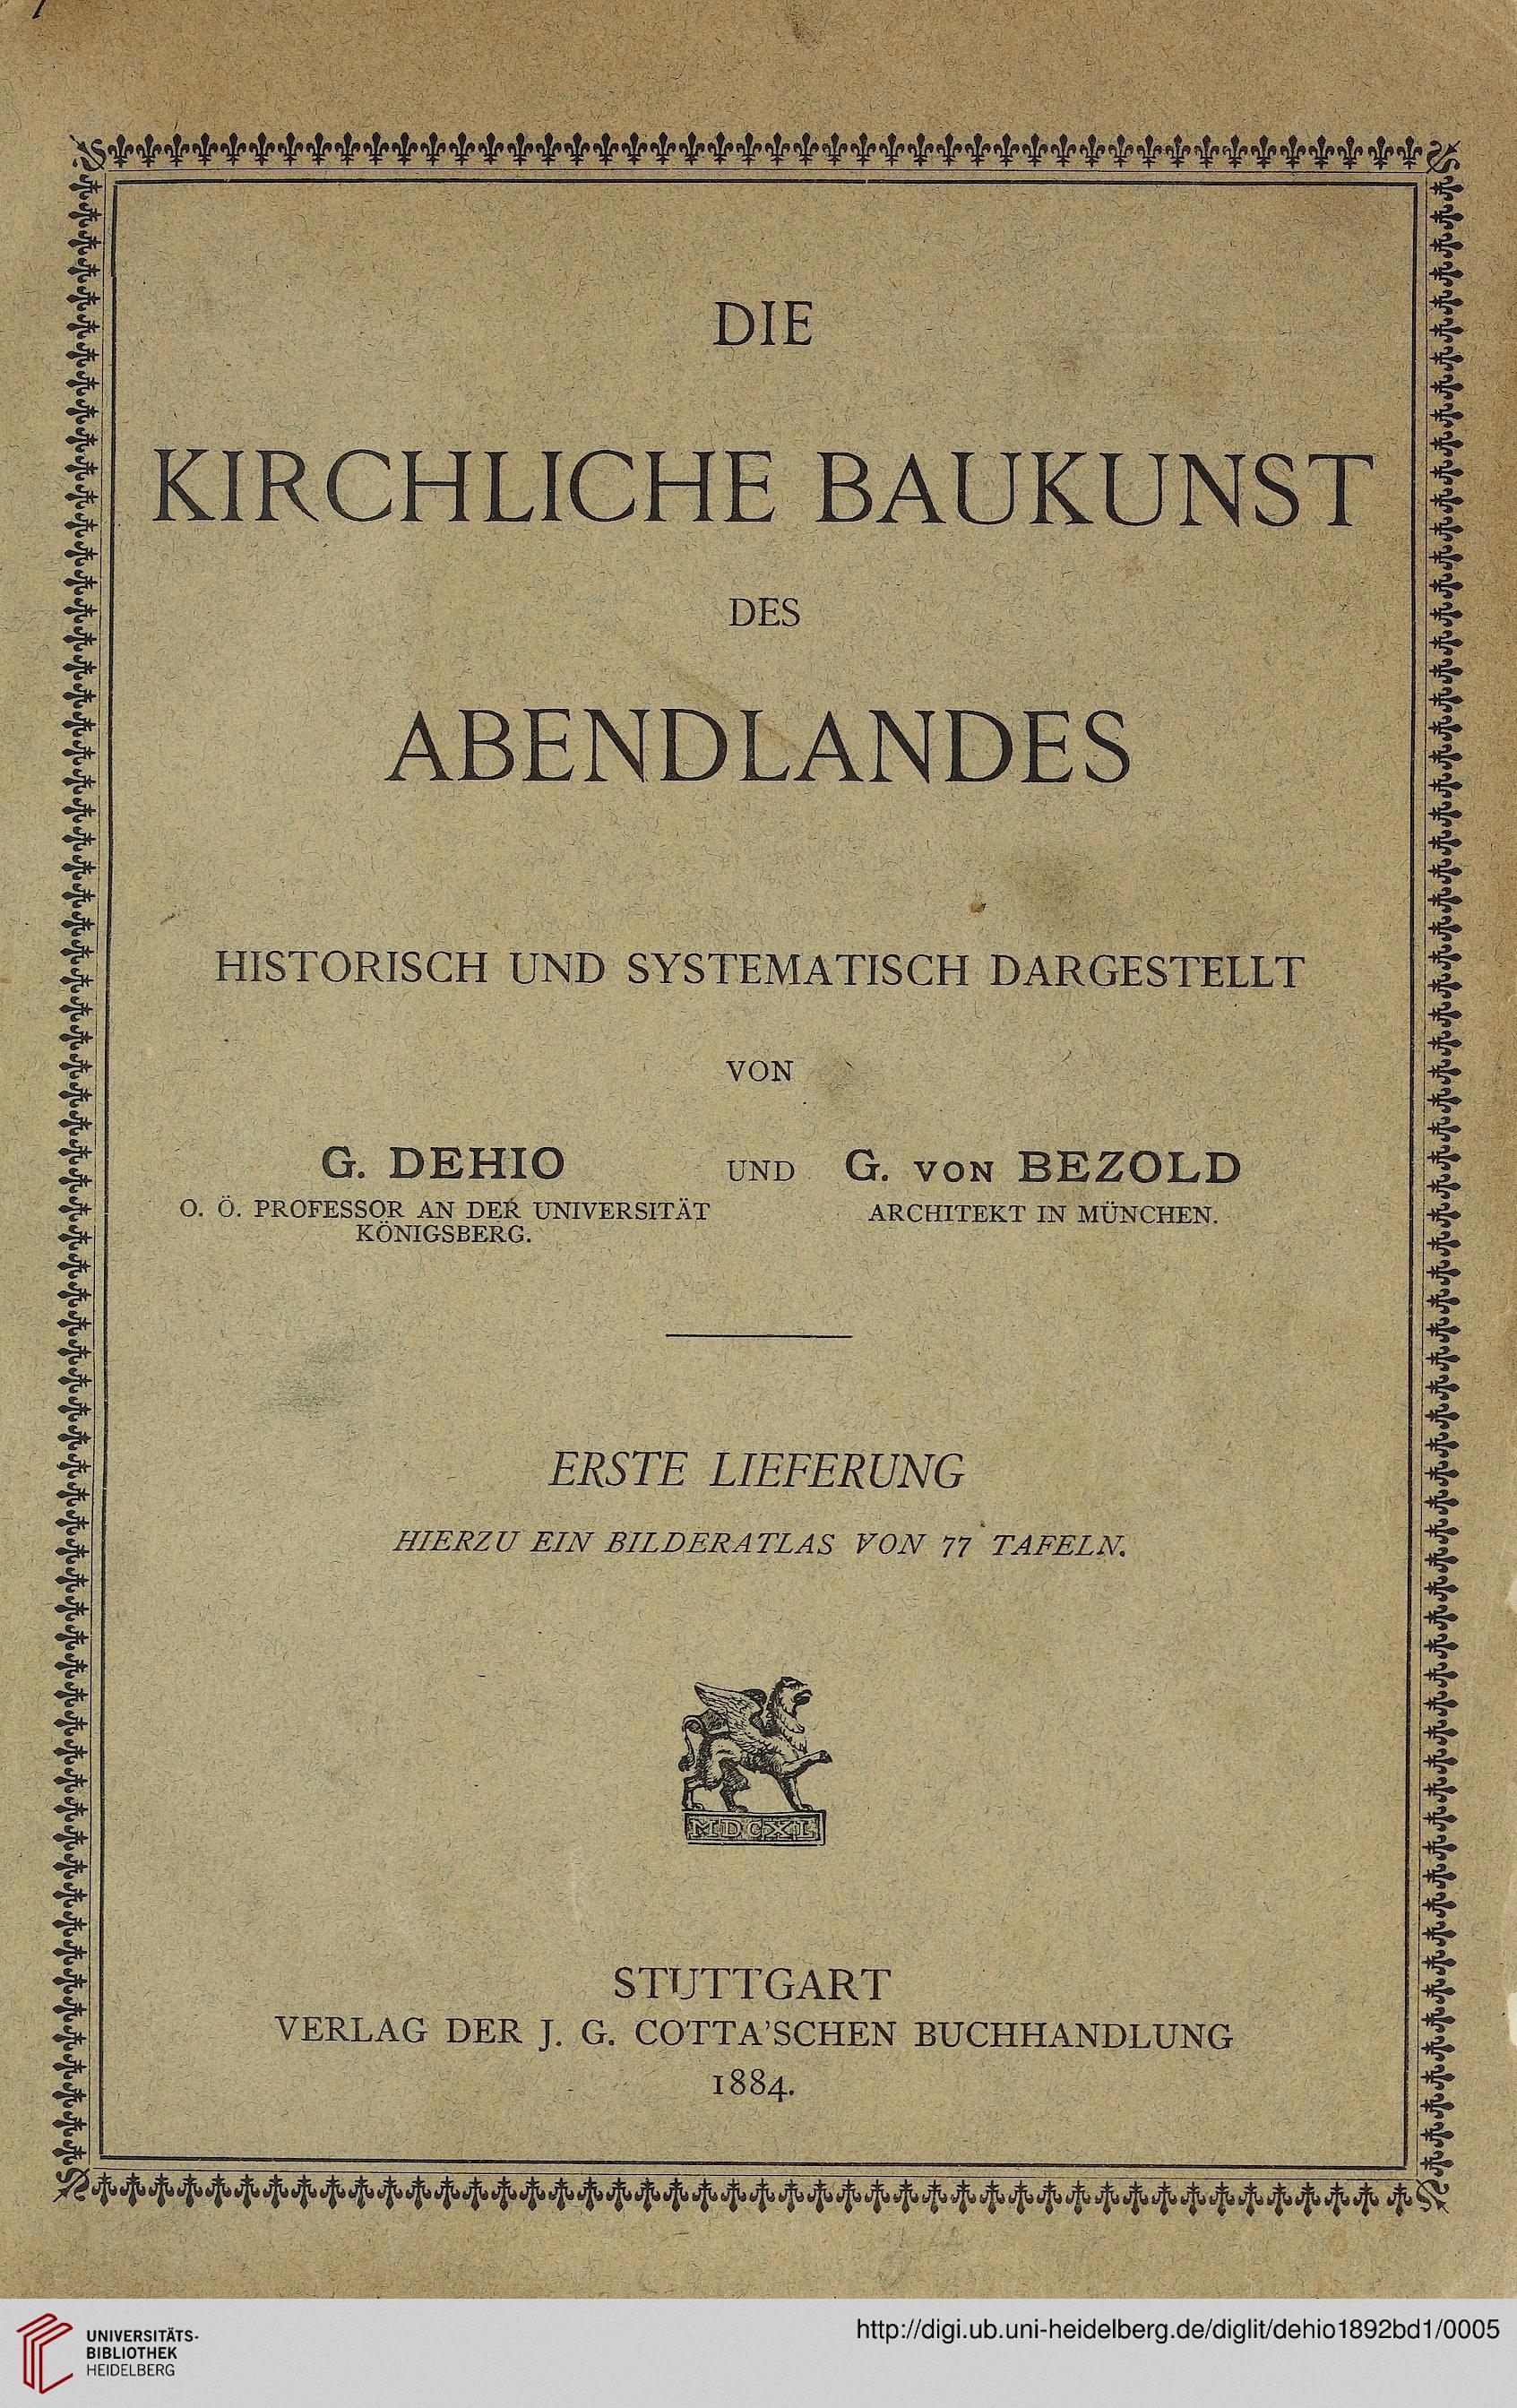 DIE
KIRCHLICHE BAUKUNST
DES
ABENDLANDES
HISTORISCH UND SYSTEMATISCH DARGESTELLT
VON
G. DEHIO UND G. VON BEZOLD
O. Ö. PROFESSOR AN DER UNIVERSITÄT KÖNIGSBERG.
ARCHITEKT IN MÜNCHEN.
ERSTE LIEFERUNG
HIERZU EIN BILDERATLAS VON 77 TAFELN.
MDCXL
STUTTGART
VERLAG DER J. G. COTTA'SCHEN BUCHHANDLUNG
1884.
UNIVERSITÄTS-
BIBLIOTHEK
HEIDELBERG
http://digi.ub.uni-heidelberg.de/diglit/dehio1892bd1/0005